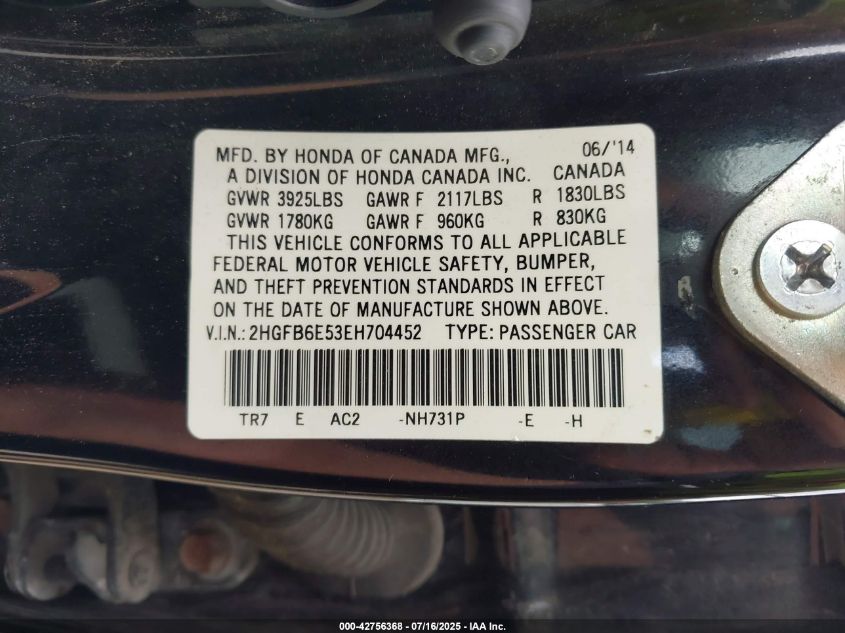 MFD. BY HONDA OF CANADA MFG., 06/'14
A DIVISION OF HONDA CANADA INC. CANADA
GVWR 3925LBS GAWR F 2117LBS R 1830LBS
GVWR 1780KG GAWR F 960KG R 830KG
THIS VEHICLE CONFORMS TO ALL APPLICABLE
FEDERAL MOTOR VEHICLE SAFETY, BUMPER,
AND THEFT PREVENTION STANDARDS IN EFFECT
ON THE DATE OF MANUFACTURE SHOWN ABOVE.
V.I.N.: 2HGFB6E53EH704452 TYPE: PASSENGER CAR
TR7 E AC2 -NH731P -E -H
000-42756368 - 07/16/2025 - IAA Inc.